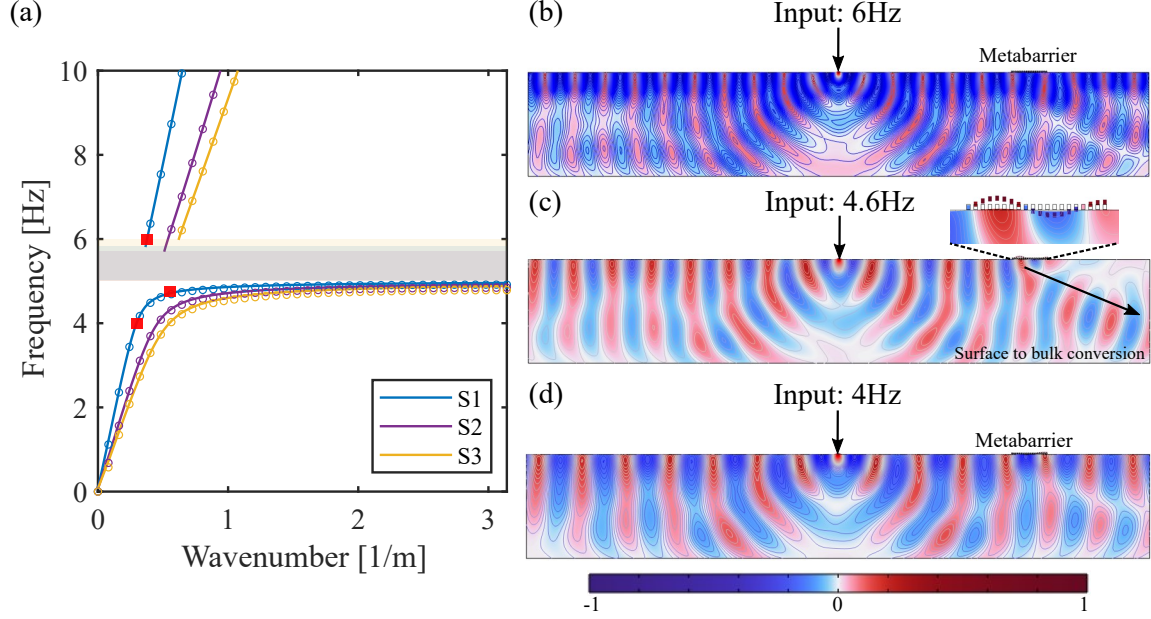 (a)
10
8
6
4
2
0
0
1
2
3
Frequency [Hz]
Wavenumber [1/m]
S1
S2
S3
(b)
Input: 6Hz
Metabarrier
(c)
Input: 4.6Hz
Surface to bulk conversion
(d)
Input: 4Hz
Metabarrier
-1
0
1